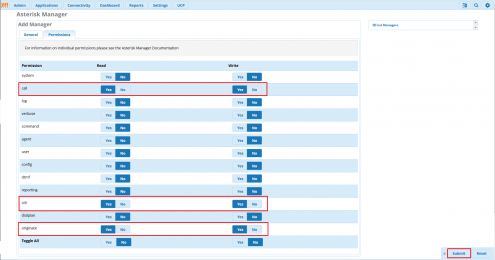 Admin Applications Connectivity Dashboard Reports Settings UCP
Asterisk Manager
Add Manager
List Managers
General Permissions
For information on individual permissions please see the Asterisk Manager Documentation
Permission Read Write
system Yes No Yes No
call Yes No Yes No
log Yes No Yes No
verbose Yes No Yes No
command Yes No Yes No
agent Yes No Yes No
user Yes No Yes No
config Yes No Yes No
dtmf Yes No Yes No
reporting Yes No Yes No
cdr Yes No Yes No
dialplan Yes No Yes No
originate Yes No Yes No
Toggle All Yes No Yes No
Submit Reset